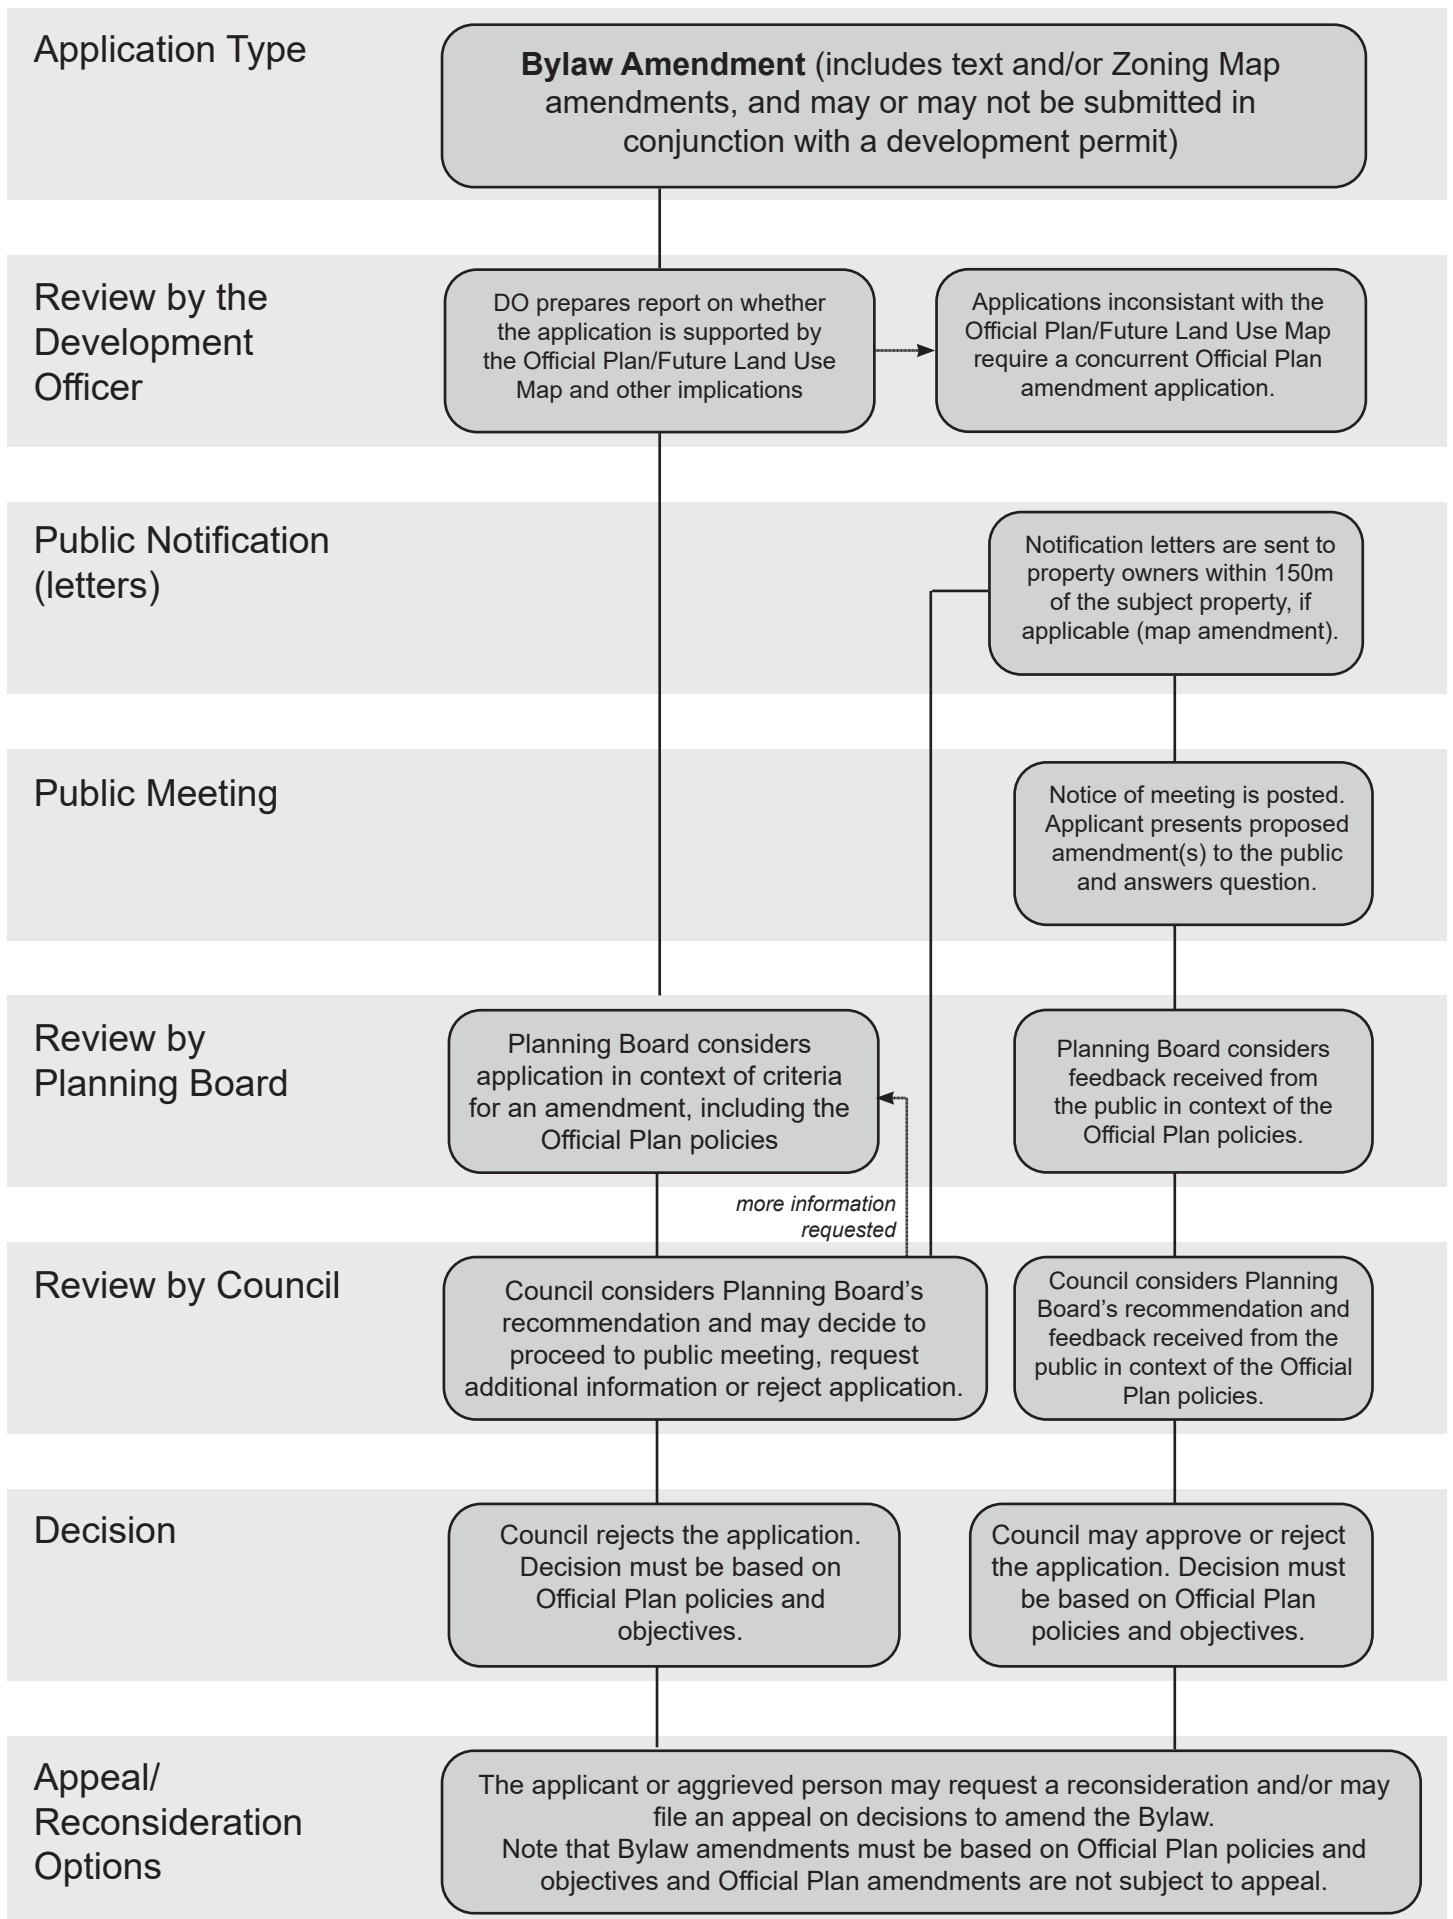 Application Type
Bylaw Amendment (includes text and/or Zoning Map
amendments, and may or may not be submitted in
conjunction with a development permit)
Review by the
Development
Officer
DO prepares report on whether
the application is supported by
the Official Plan/Future Land Use
Map and other implications
Applications inconsistant with the
Official Plan/Future Land Use Map
require a concurrent Official Plan
amendment application.
Public Notification
(letters)
Notification letters are sent to
property owners within 150m
of the subject property, if
applicable (map amendment).
Public Meeting
Notice of meeting is posted.
Applicant presents proposed
amendment(s) to the public
and answers question.
Review by
Planning Board
Planning Board considers
application in context of criteria
for an amendment, including the
Official Plan policies
Planning Board considers
feedback received from
the public in context of the
Official Plan policies.
more information
requested
Review by Council
Council considers Planning Board’s
recommendation and may decide to
proceed to public meeting, request
additional information or reject application.
Council considers Planning
Board’s recommendation and
feedback received from the
public in context of the Official
Plan policies.
Decision
Council rejects the application.
Decision must be based on
Official Plan policies and
objectives.
Council may approve or reject
the application. Decision must
be based on Official Plan
policies and objectives.
Appeal/
Reconsideration
Options
The applicant or aggrieved person may request a reconsideration and/or may
file an appeal on decisions to amend the Bylaw.
Note that Bylaw amendments must be based on Official Plan policies and
objectives and Official Plan amendments are not subject to appeal.